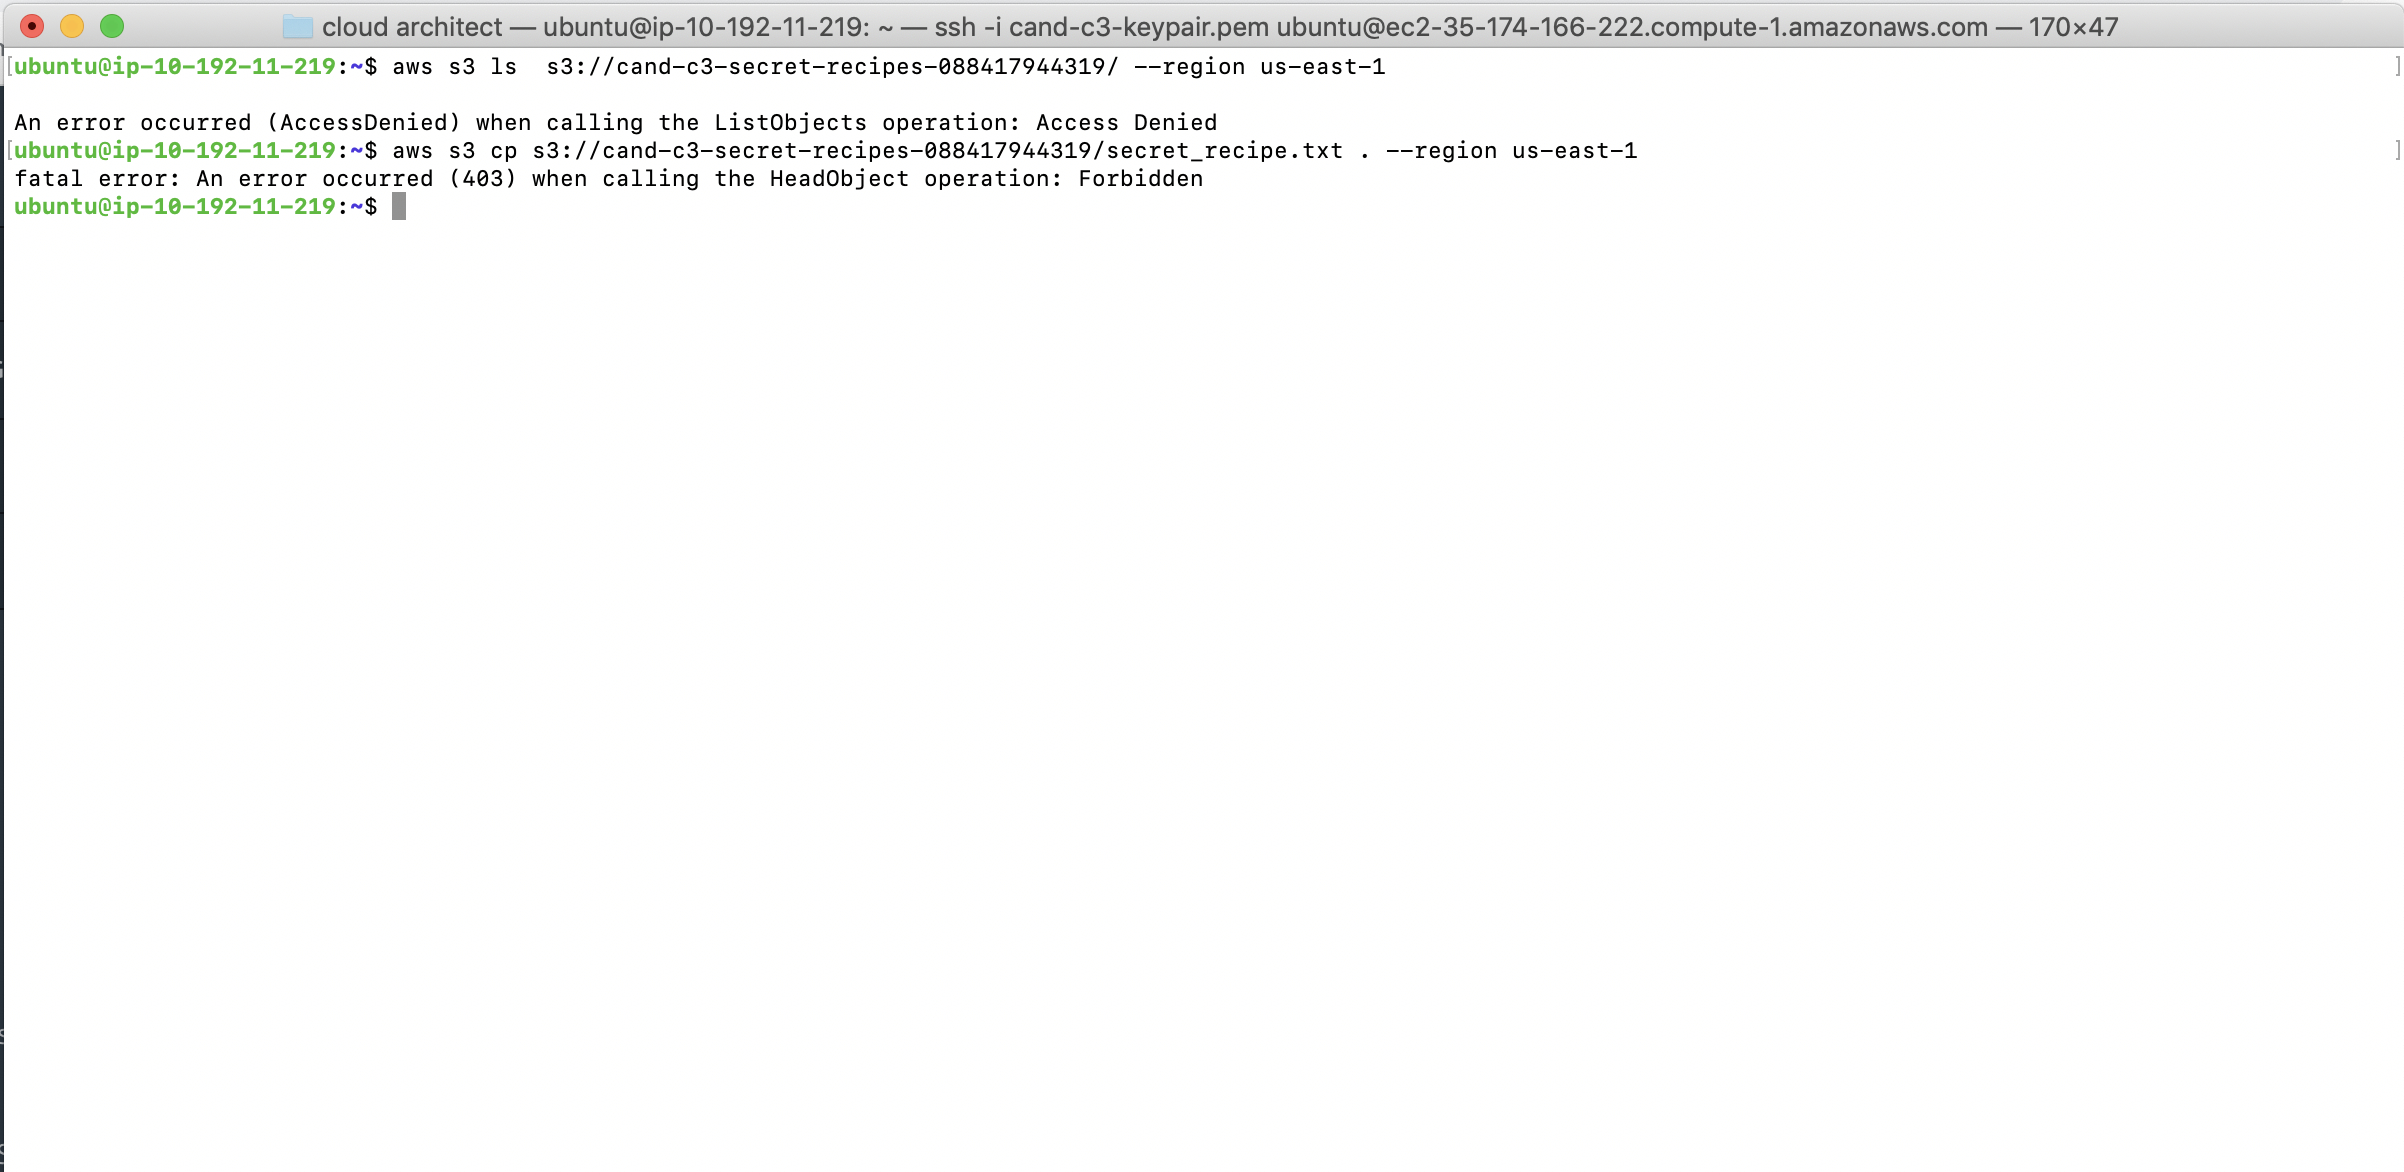 cloud architect — ubuntu@ip-10-192-11-219: ~ — ssh -i cand-c3-keypair.pem ubuntu@ec2-35-174-166-222.compute-1.amazonaws.com — 170×47
[ubuntu@ip-10-192-11-219:~$ aws s3 ls  s3://cand-c3-secret-recipes-088417944319/ --region us-east-1 ]
An error occurred (AccessDenied) when calling the ListObjects operation: Access Denied
[ubuntu@ip-10-192-11-219:~$ aws s3 cp s3://cand-c3-secret-recipes-088417944319/secret_recipe.txt . --region us-east-1 ]
fatal error: An error occurred (403) when calling the HeadObject operation: Forbidden
ubuntu@ip-10-192-11-219:~$